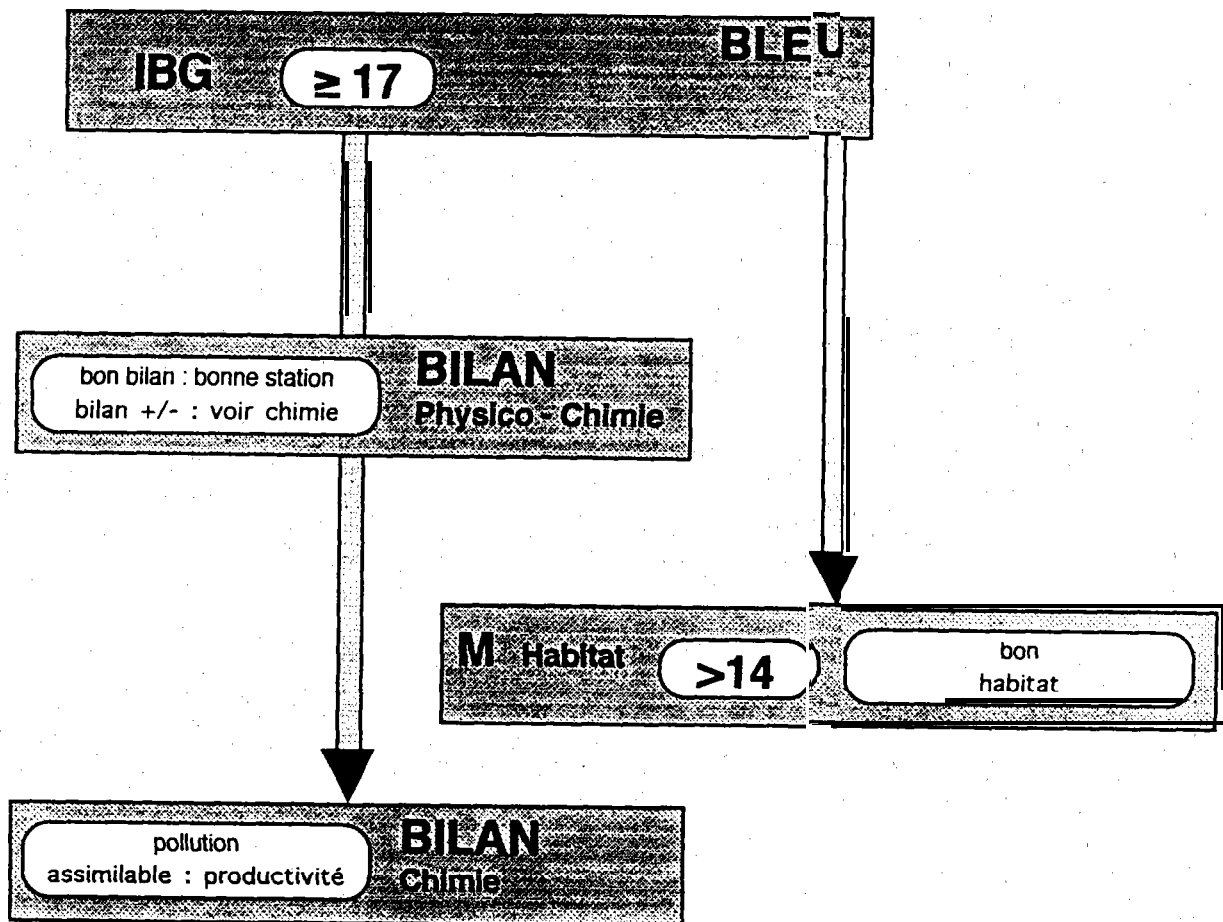 IBG ≥ 17 BLEU
bon bilan : bonne station
bilan +/- : voir chimie
BILAN
Physico - Chimie
M Habitat >14
bon
habitat
pollution
assimilable : productivité
BILAN
Chimie